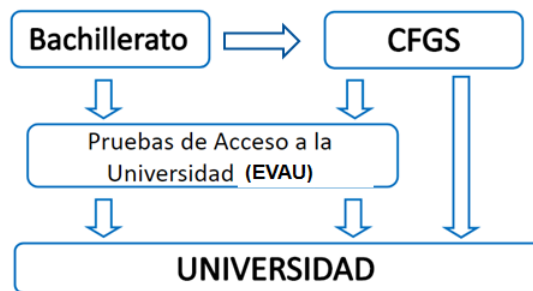 Bachillerato
CFGS
Pruebas de Acceso a la
Universidad (EVAU)
UNIVERSIDAD